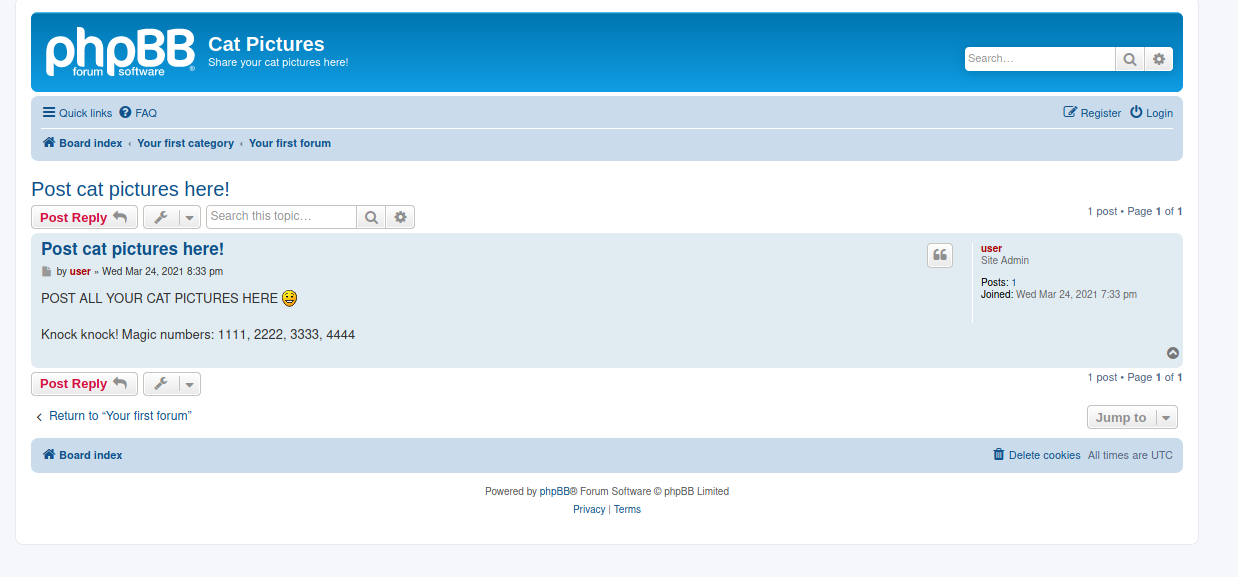 phpBB
forum software
®
Cat Pictures
Share your cat pictures here!
Search…
Quick links FAQ
Register Login
Board index ‹ Your first category ‹ Your first forum
Post cat pictures here!
Post Reply
Search this topic…
1 post • Page 1 of 1
Post cat pictures here!
by user » Wed Mar 24, 2021 8:33 pm
POST ALL YOUR CAT PICTURES HERE
Knock knock! Magic numbers: 1111, 2222, 3333, 4444
user
Site Admin
Posts: 1
Joined: Wed Mar 24, 2021 7:33 pm
Post Reply
1 post • Page 1 of 1
Return to “Your first forum”
Jump to
Board index
Delete cookies All times are UTC
Powered by phpBB® Forum Software © phpBB Limited
Privacy | Terms